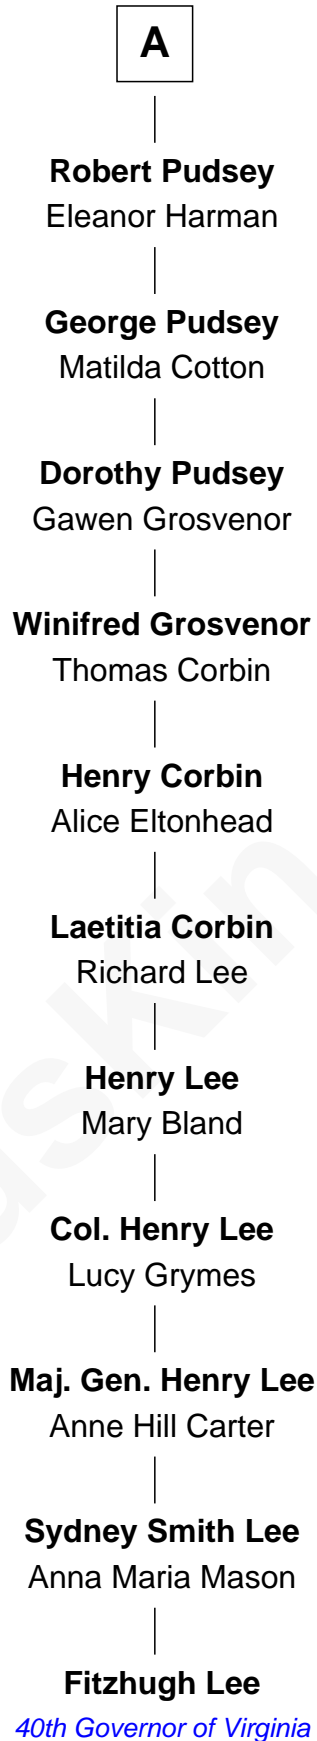 A
Robert Pudsey
Eleanor Harman
George Pudsey
Matilda Cotton
Dorothy Pudsey
Gawen Grosvenor
Winifred Grosvenor
Thomas Corbin
Henry Corbin
Alice Eltonhead
Laetitia Corbin
Richard Lee
Henry Lee
Mary Bland
Col. Henry Lee
Lucy Grymes
Maj. Gen. Henry Lee
Anne Hill Carter
Sydney Smith Lee
Anna Maria Mason
Fitzhugh Lee
40th Governor of Virginia